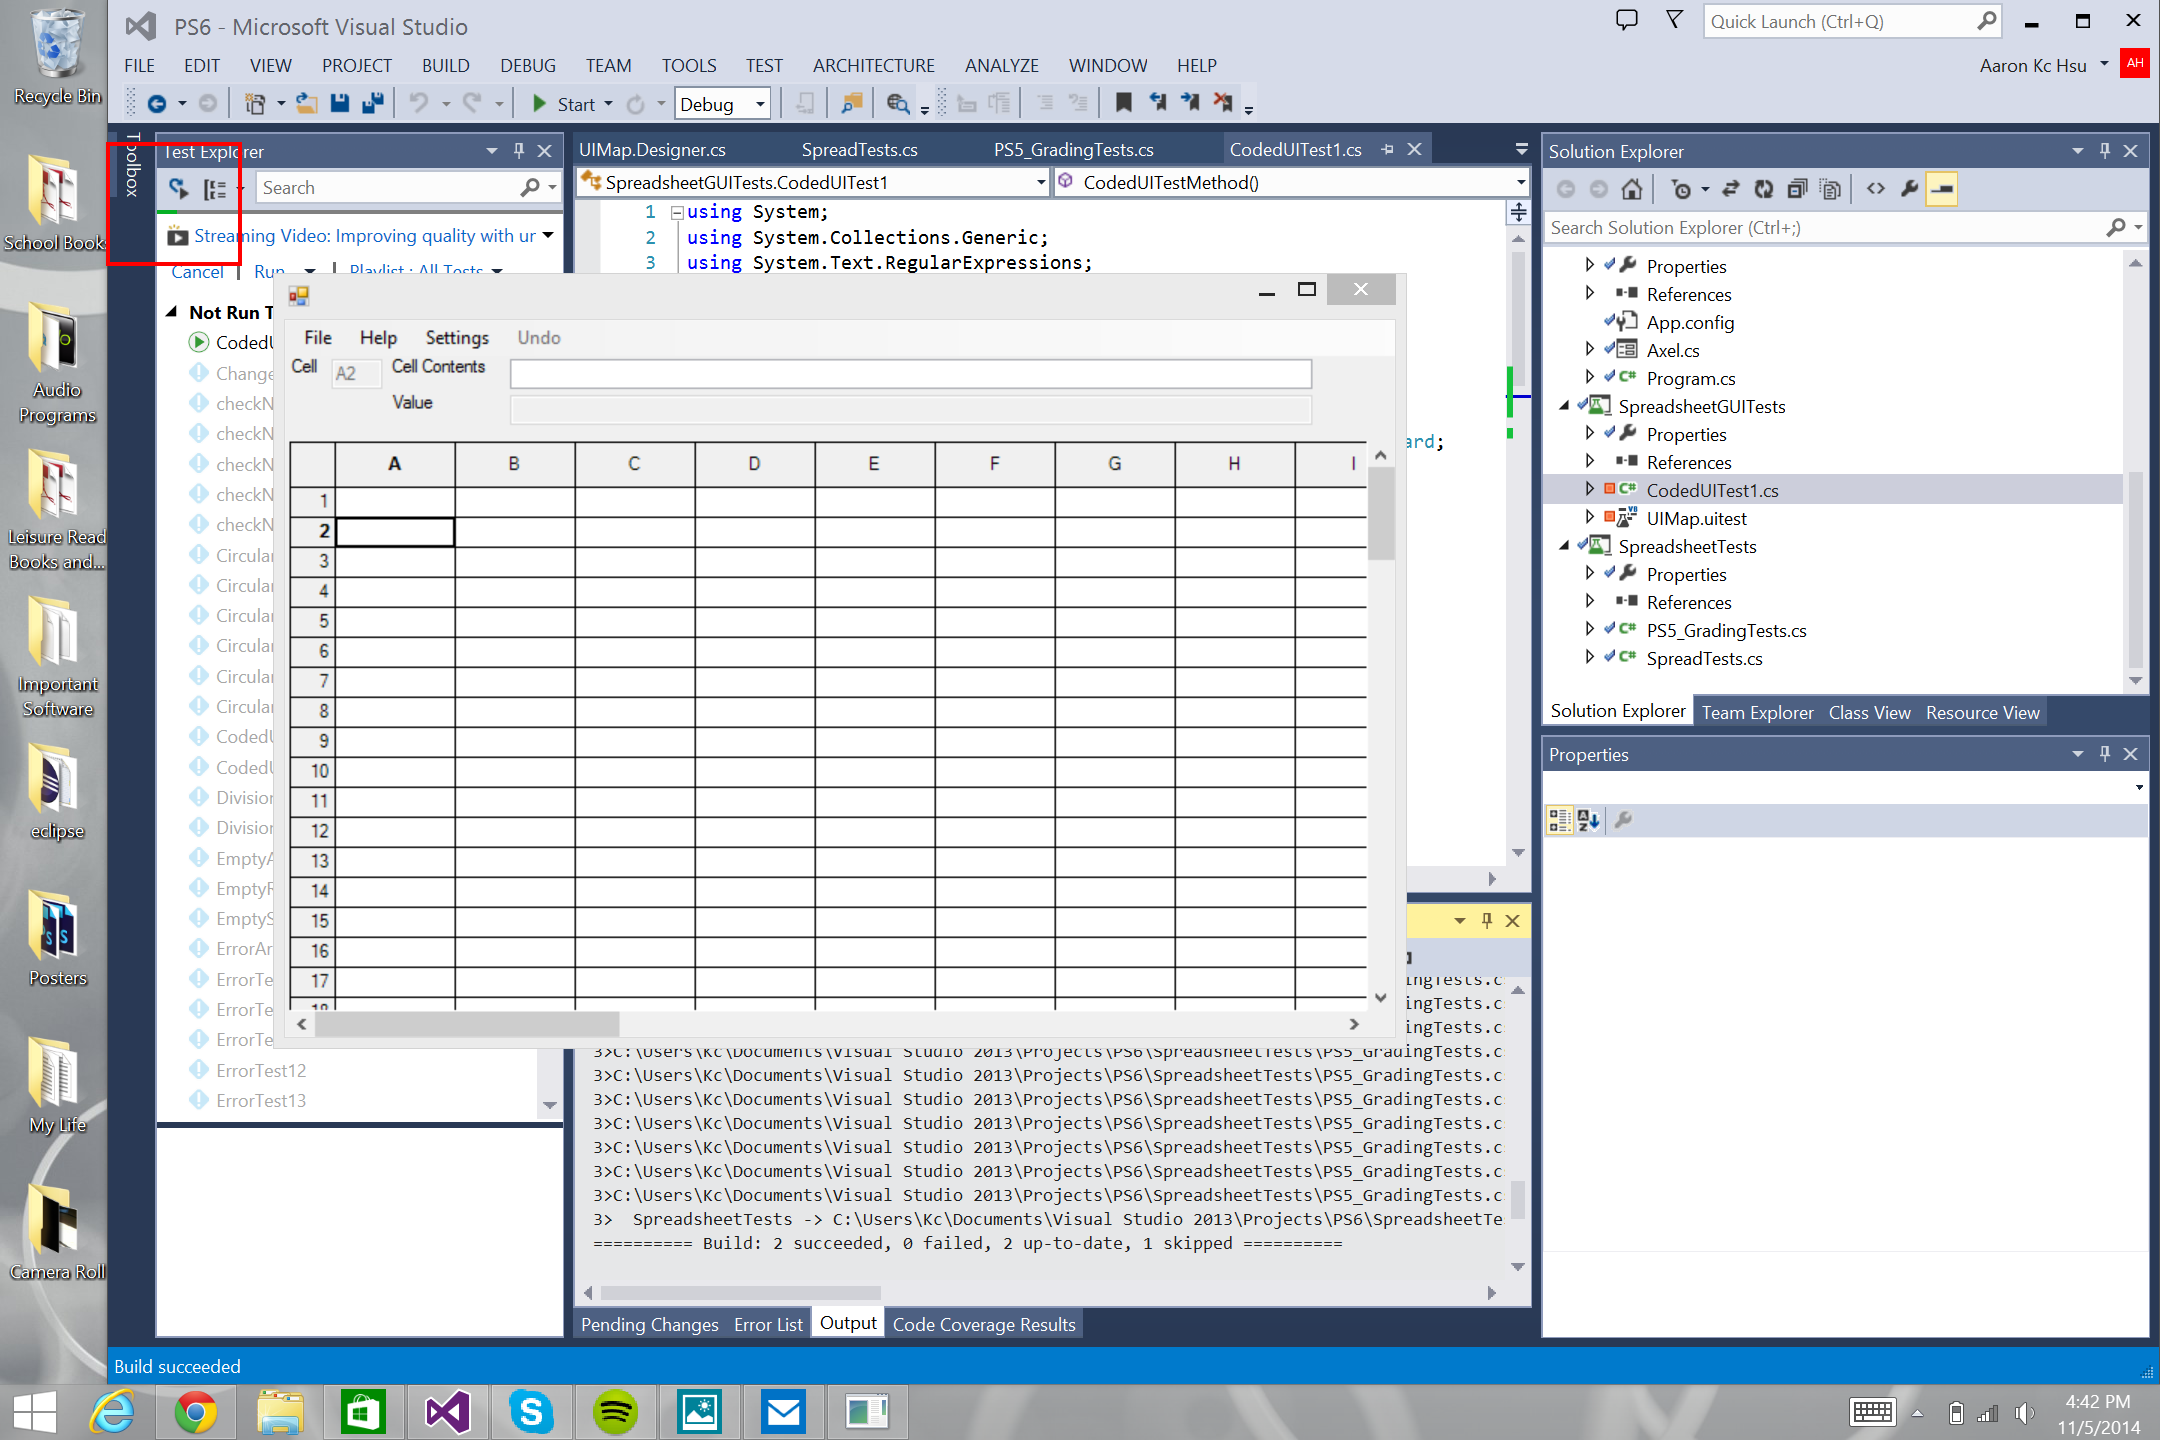 PS6 - Microsoft Visual Studio
Quick Launch (Ctrl+Q)
FILE EDIT VIEW PROJECT BUILD DEBUG TEAM TOOLS TEST ARCHITECTURE ANALYZE WINDOW HELP
Aaron Kc Hsu AH
Start Debug
Recycle Bin
School Book
Audio
Programs
Leisure Read
Books and...
Important
Software
eclipse
Posters
My Life
Camera Roll
Toolbox
Test Explorer
Search
Streaming Video: Improving quality with ur
Cancel Run Playlist : All Tests
Not Run T
CodedU
Change
checkN
checkN
checkN
checkN
checkN
Circular
Circular
Circular
Circular
Circular
Circular
CodedU
CodedU
Division
Division
EmptyA
EmptyR
EmptyS
ErrorAr
ErrorTe
ErrorTe
ErrorTe
ErrorTest12
ErrorTest13
UIMap.Designer.cs SpreadTests.cs PS5_GradingTests.cs CodedUITest1.cs
SpreadsheetGUITests.CodedUITest1 CodedUITestMethod()
1 using System;
2 using System.Collections.Generic;
3 using System.Text.RegularExpressions;
ard;
File Help Settings Undo
Cell A2 Cell Contents
Value
A B C D E F G H I
1
2
3
4
5
6
7
8
9
10
11
12
13
14
15
16
17
18
ingTests.c
ingTests.c
ingTests.c
3>C:\Users\Kc\Documents\Visual Studio 2013\Projects\PS6\SpreadsheetTests\PS5_GradingTests.c
3>C:\Users\Kc\Documents\Visual Studio 2013\Projects\PS6\SpreadsheetTests\PS5_GradingTests.c
3>C:\Users\Kc\Documents\Visual Studio 2013\Projects\PS6\SpreadsheetTests\PS5_GradingTests.c
3>C:\Users\Kc\Documents\Visual Studio 2013\Projects\PS6\SpreadsheetTests\PS5_GradingTests.c
3>C:\Users\Kc\Documents\Visual Studio 2013\Projects\PS6\SpreadsheetTests\PS5_GradingTests.c
3>C:\Users\Kc\Documents\Visual Studio 2013\Projects\PS6\SpreadsheetTests\PS5_GradingTests.c
3>C:\Users\Kc\Documents\Visual Studio 2013\Projects\PS6\SpreadsheetTests\PS5_GradingTests.c
3> SpreadsheetTests -> C:\Users\Kc\Documents\Visual Studio 2013\Projects\PS6\SpreadsheetTe
========== Build: 2 succeeded, 0 failed, 2 up-to-date, 1 skipped ==========
Pending Changes Error List Output Code Coverage Results
Solution Explorer
Search Solution Explorer (Ctrl+;)
Properties
References
App.config
Axel.cs
Program.cs
SpreadsheetGUITests
Properties
References
CodedUITest1.cs
UIMap.uitest
SpreadsheetTests
Properties
References
PS5_GradingTests.cs
SpreadTests.cs
Solution Explorer Team Explorer Class View Resource View
Properties
Build succeeded
4:42 PM
11/5/2014